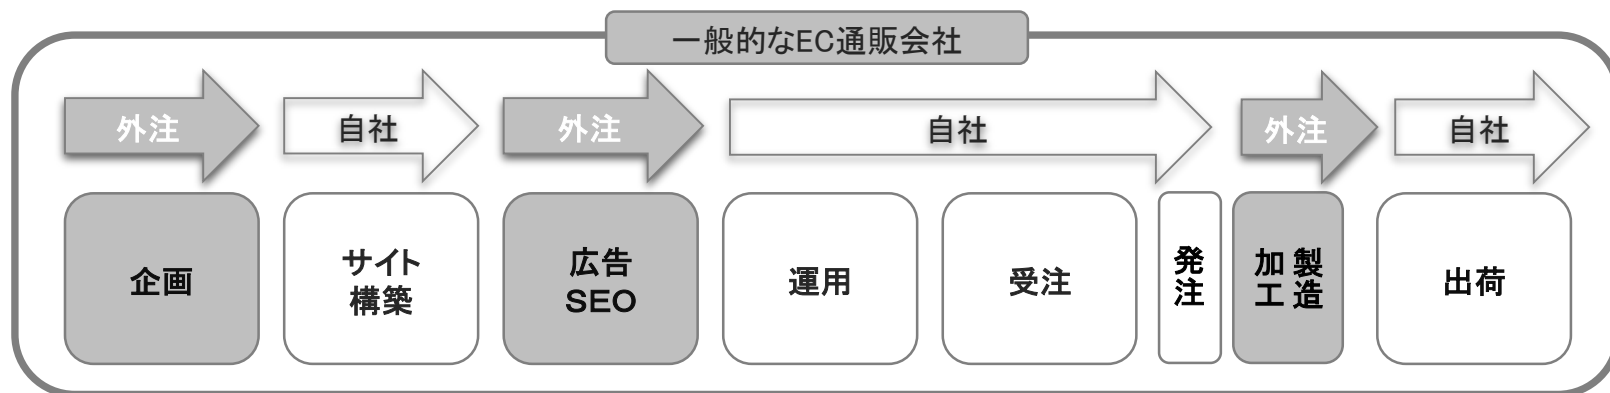 一般的なEC通販会社
外注
自社
外注
自社
外注
自社
企画
サイト
構築
広告
SEO
運用
受注
発注
製造
加工
出荷